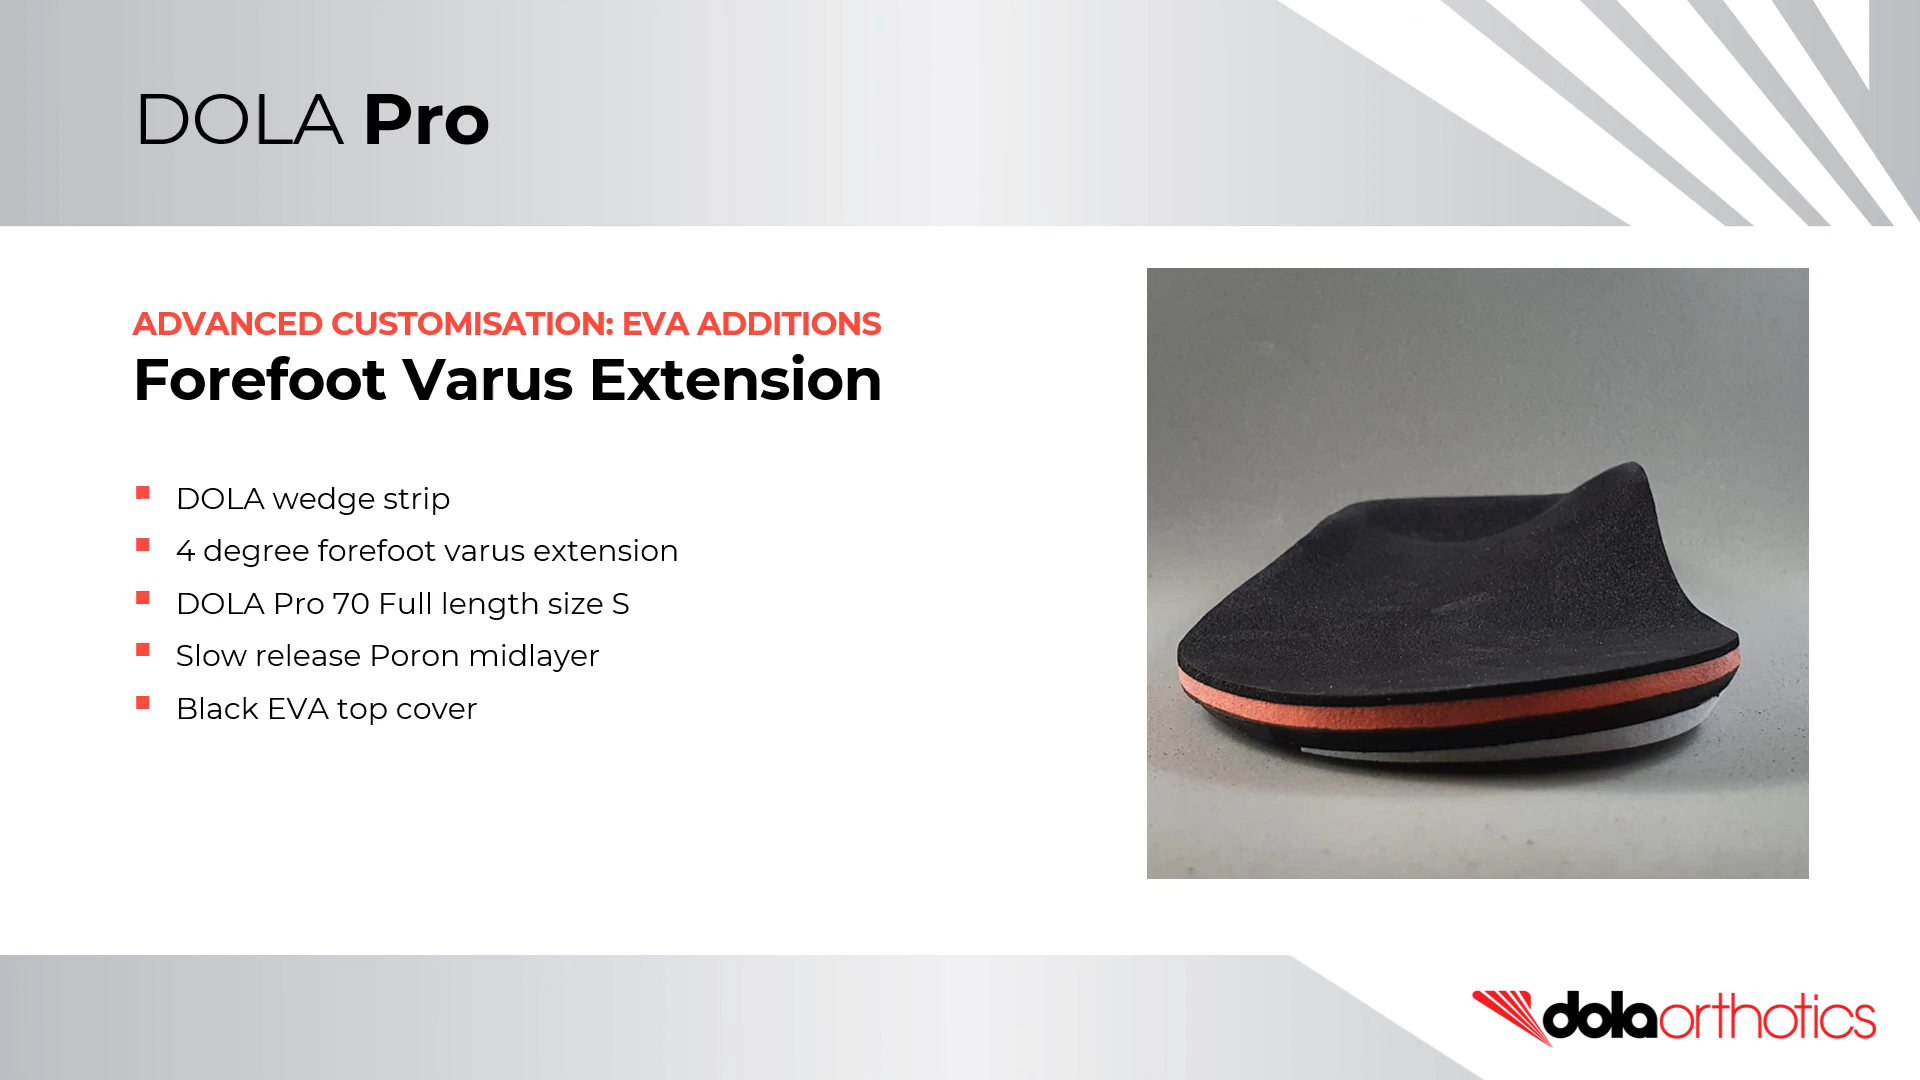 DOLA Pro
ADVANCED CUSTOMISATION: EVA ADDITIONS
Forefoot Varus Extension
DOLA wedge strip
4 degree forefoot varus extension
DOLA Pro 70 Full length size S
Slow release Poron midlayer
Black EVA top cover
dolaorthotics